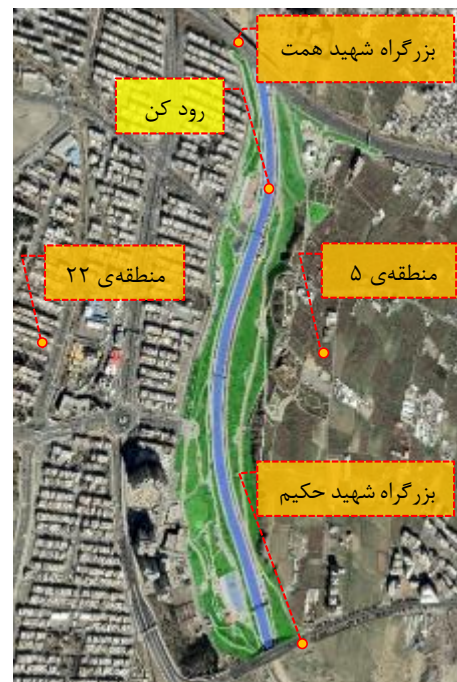 بزرگراه شهید همت
رود کن
منطقه‌ی ۵
منطقه‌ی ۲۲
بزرگراه شهید حکیم